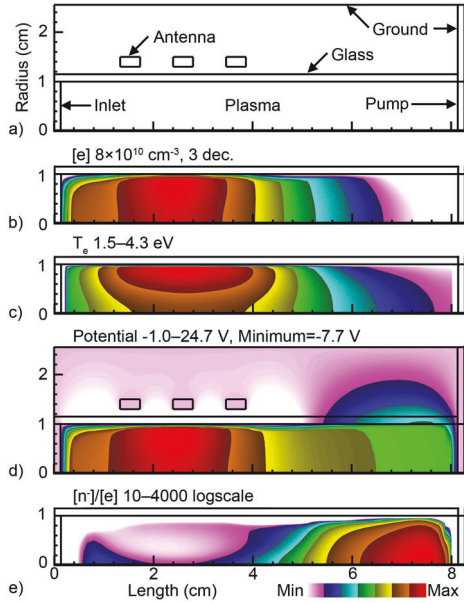 Radius (cm)
2
1
0
Ground
Antenna
Glass
Inlet
Plasma
Pump
a)
[e] 8×10¹⁰ cm⁻³, 3 dec.
1
0
b)
Tₑ 1.5–4.3 eV
1
0
c)
Potential -1.0–24.7 V, Minimum=-7.7 V
2
1
0
d)
[n⁻]/[e] 10–4000 logscale
1
0
e)
0 2 4 6 8
Length (cm)
Min
Max